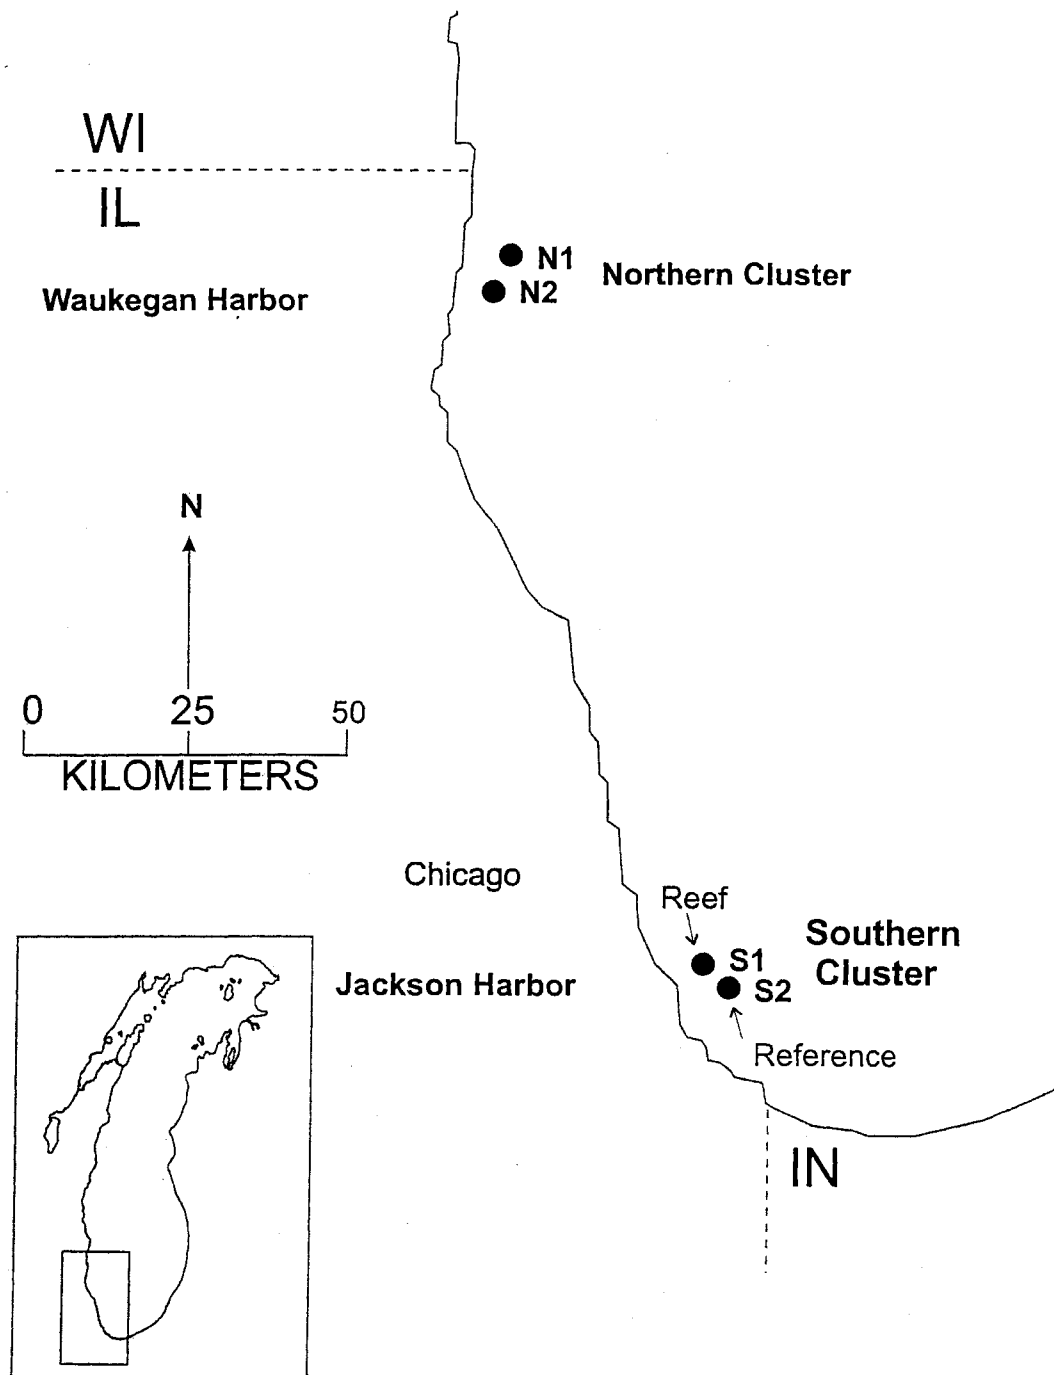 WI
IL
N1
Northern Cluster
N2
Waukegan Harbor
N
0 25 50
KILOMETERS
Chicago
Reef
Southern
Cluster
S1
Jackson Harbor
S2
Reference
IN